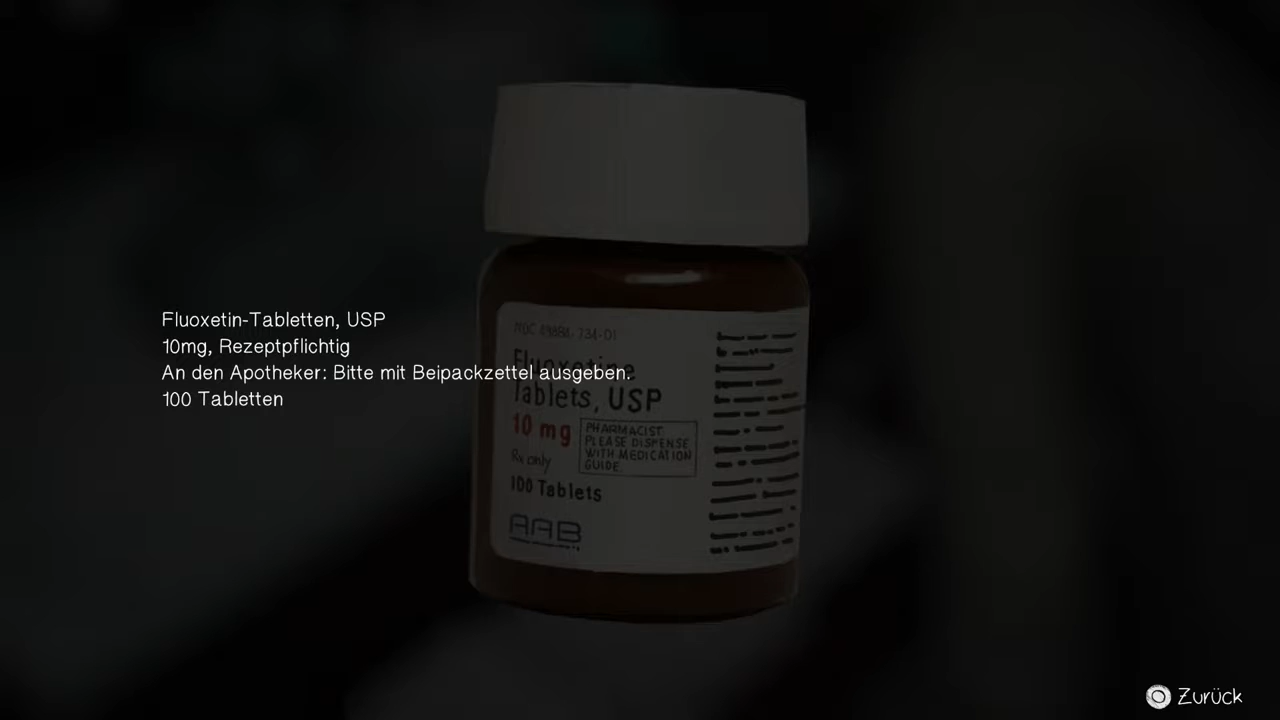 Fluoxetin-Tabletten, USP
10mg, Rezeptpflichtig
An den Apotheker: Bitte mit Beipackzettel ausgeben.
100 Tabletten
Fluoxetine
Tablets, USP
10 mg
PHARMACIST
PLEASE DISPENSE
WITH MEDICATION
GUIDE.
Rx only
100 Tablets
AAB
Zurück